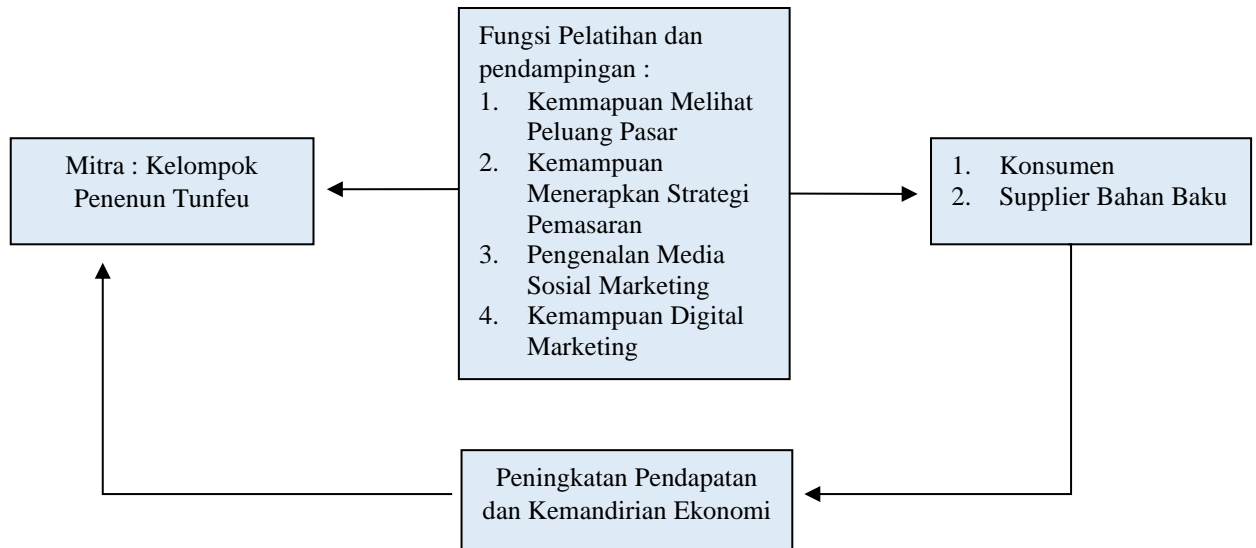 Mitra : Kelompok
Penenun Tunfeu
Fungsi Pelatihan dan
pendampingan :
1. Kemmapuan Melihat
Peluang Pasar
2. Kemampuan
Menerapkan Strategi
Pemasaran
3. Pengenalan Media
Sosial Marketing
4. Kemampuan Digital
Marketing
1. Konsumen
2. Supplier Bahan Baku
Peningkatan Pendapatan
dan Kemandirian Ekonomi